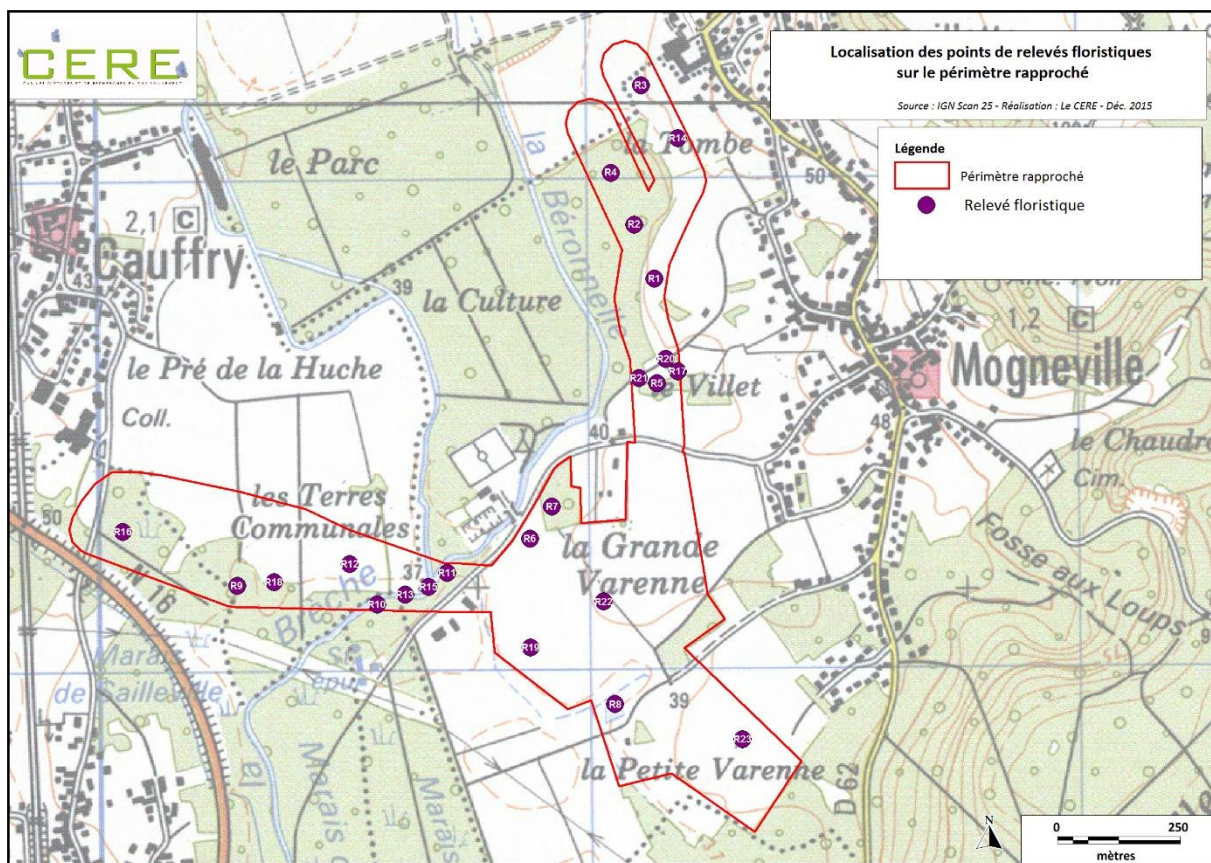 CERE
Localisation des points de relevés floristiques
sur le périmètre rapproché
Source : IGN Scan 25 - Réalisation : Le CERE - Déc. 2015
Légende
Périmètre rapproché
Relevé floristique
R3
la Tombe
R14
le Parc
R4
50
2,1 C
la
Béronnelle
R2
Cauffry
43
39
R1
la Culture
1,2 C
le Pré de la Huche
R20
R17
R21
R5
le Villet
Mogneville
Coll.
40
48
le Chaudro
Cim.
les Terres
Communales
R7
50
R16
R6
la Grande
Varenne
Fosse aux Loups
R12
37
R11
R9
R18
R15
R13
R10
R22
N 16
Brèche
R19
Marais
de Sailleville
R8
39
R23
la Petite Varenne
la
Marais
D 62
N
0
250
mètres